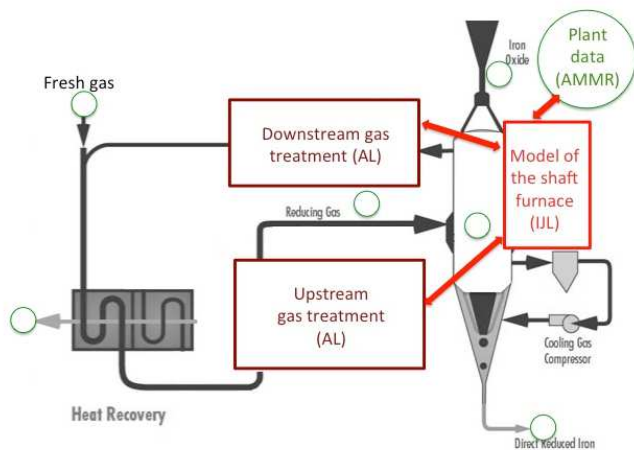 Iron
Oxide
Plant
data
(AMMR)
Fresh gas
Downstream gas
treatment (AL)
Model of
the shaft
furnace
(IJL)
Reducing Gas
Upstream
gas treatment
(AL)
Cooling Gas
Compressor
Heat Recovery
Direct Reduced Iron